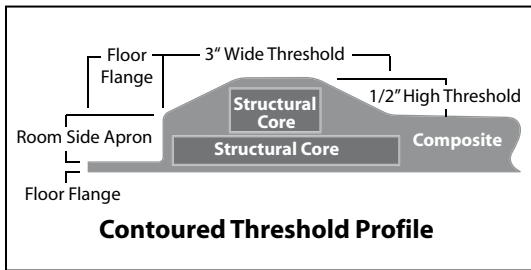 Floor
Flange
3“ Wide Threshold
1/2” High Threshold
Structural
Core
Room Side Apron
Structural Core
Composite
Floor Flange
Contoured Threshold Profile